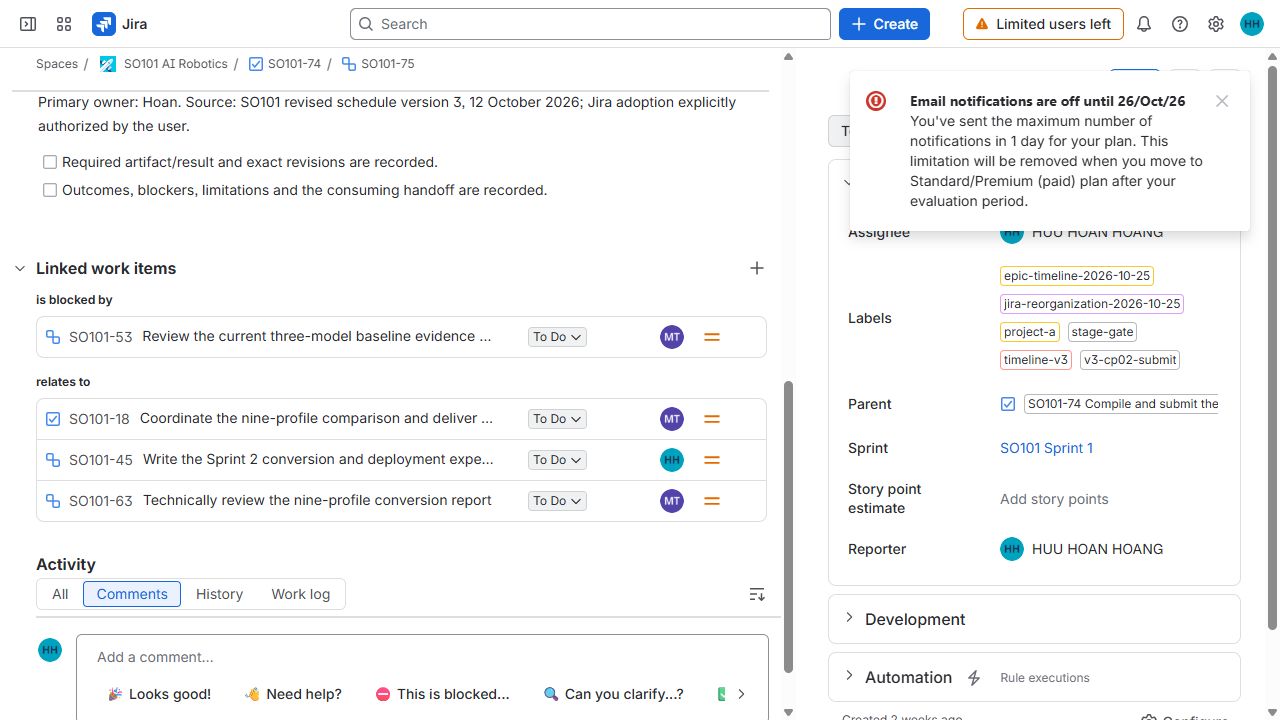 Jira
Search
Create
Limited users left
HH
Spaces / SO101 AI Robotics / SO101-74 / SO101-75
Primary owner: Hoan. Source: SO101 revised schedule version 3, 12 October 2026; Jira adoption explicitly
authorized by the user.
Required artifact/result and exact revisions are recorded.
Outcomes, blockers, limitations and the consuming handoff are recorded.
Linked work items
is blocked by
SO101-53 Review the current three-model baseline evidence ... To Do MT
relates to
SO101-18 Coordinate the nine-profile comparison and deliver ... To Do MT
SO101-45 Write the Sprint 2 conversion and deployment expe... To Do HH
SO101-63 Technically review the nine-profile conversion report To Do MT
Activity
All Comments History Work log
HH
Add a comment...
🎉 Looks good! 👋 Need help? ⛔ This is blocked... 🔍 Can you clarify...?
Email notifications are off until 26/Oct/26
You've sent the maximum number of
notifications in 1 day for your plan. This
limitation will be removed when you move to
Standard/Premium (paid) plan after your
evaluation period.
Assignee HH HUU HOAN HOANG
Labels
epic-timeline-2026-10-25
jira-reorganization-2026-10-25
project-a stage-gate
timeline-v3 v3-cp02-submit
Parent SO101-74 Compile and submit the
Sprint SO101 Sprint 1
Story point
estimate
Add story points
Reporter HH HUU HOAN HOANG
Development
Automation Rule executions
Created 2 weeks ago
Configure